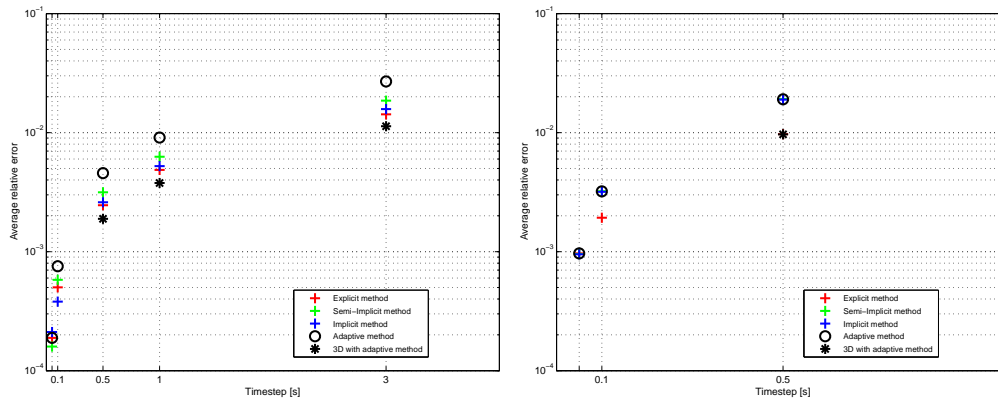 10⁻¹
10⁻²
10⁻³
10⁻⁴
Average relative error
0.1 0.5 1 3
Timestep [s]
Explicit method
Semi−Implicit method
Implicit method
Adaptive method
3D with adaptive method
10⁻¹
10⁻²
10⁻³
10⁻⁴
Average relative error
0.1 0.5
Timestep [s]
Explicit method
Semi−Implicit method
Implicit method
Adaptive method
3D with adaptive method